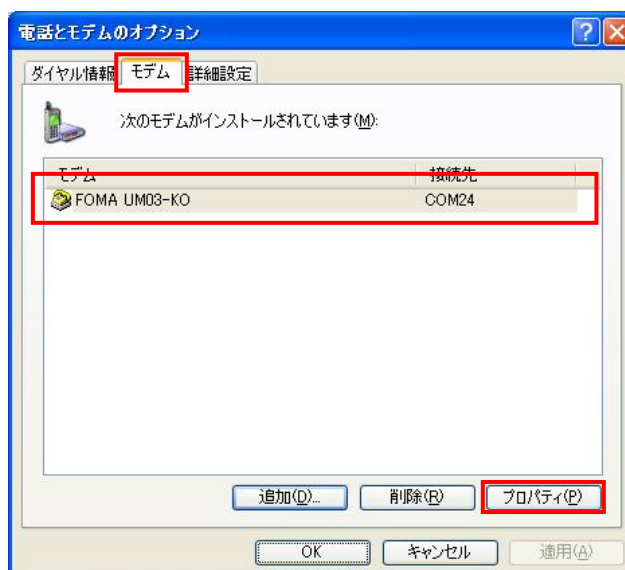 電話とモデムのオプション
ダイヤル情報 モデム 詳細設定
次のモデムがインストールされています(M):
モデム 接続先
FOMA UM03-KO COM24
追加(D)... 削除(R) プロパティ(P)
OK キャンセル 適用(A)